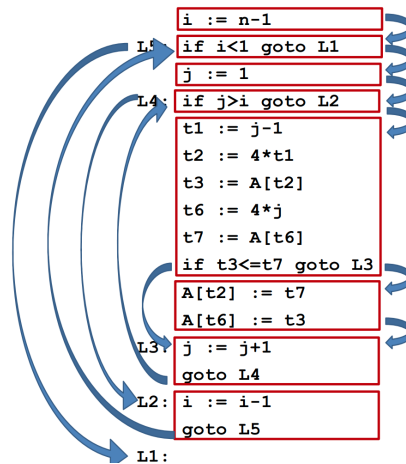 i := n-1
L5: if i<1 goto L1
j := 1
L4: if j>i goto L2
t1 := j-1
t2 := 4*t1
t3 := A[t2]
t6 := 4*j
t7 := A[t6]
if t3<=t7 goto L3
A[t2] := t7
A[t6] := t3
L3: j := j+1
goto L4
L2: i := i-1
goto L5
L1: